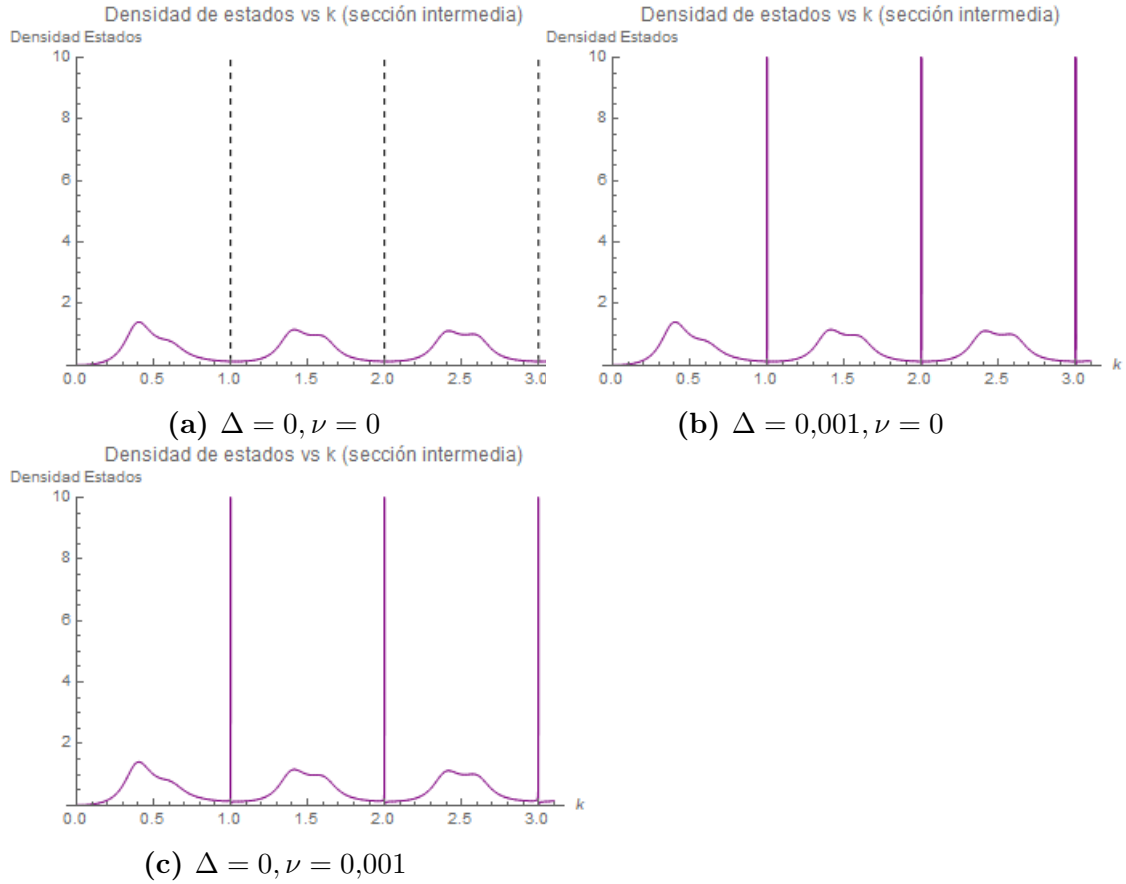 Densidad de estados vs k (sección intermedia)
Densidad Estados
10
8
6
4
2
0.0 0.5 1.0 1.5 2.0 2.5 3.0
(a) Δ = 0, ν = 0
Densidad de estados vs k (sección intermedia)
Densidad Estados
10
8
6
4
2
0.0 0.5 1.0 1.5 2.0 2.5 3.0 k
(b) Δ = 0,001, ν = 0
Densidad de estados vs k (sección intermedia)
Densidad Estados
10
8
6
4
2
0.0 0.5 1.0 1.5 2.0 2.5 3.0 k
(c) Δ = 0, ν = 0,001